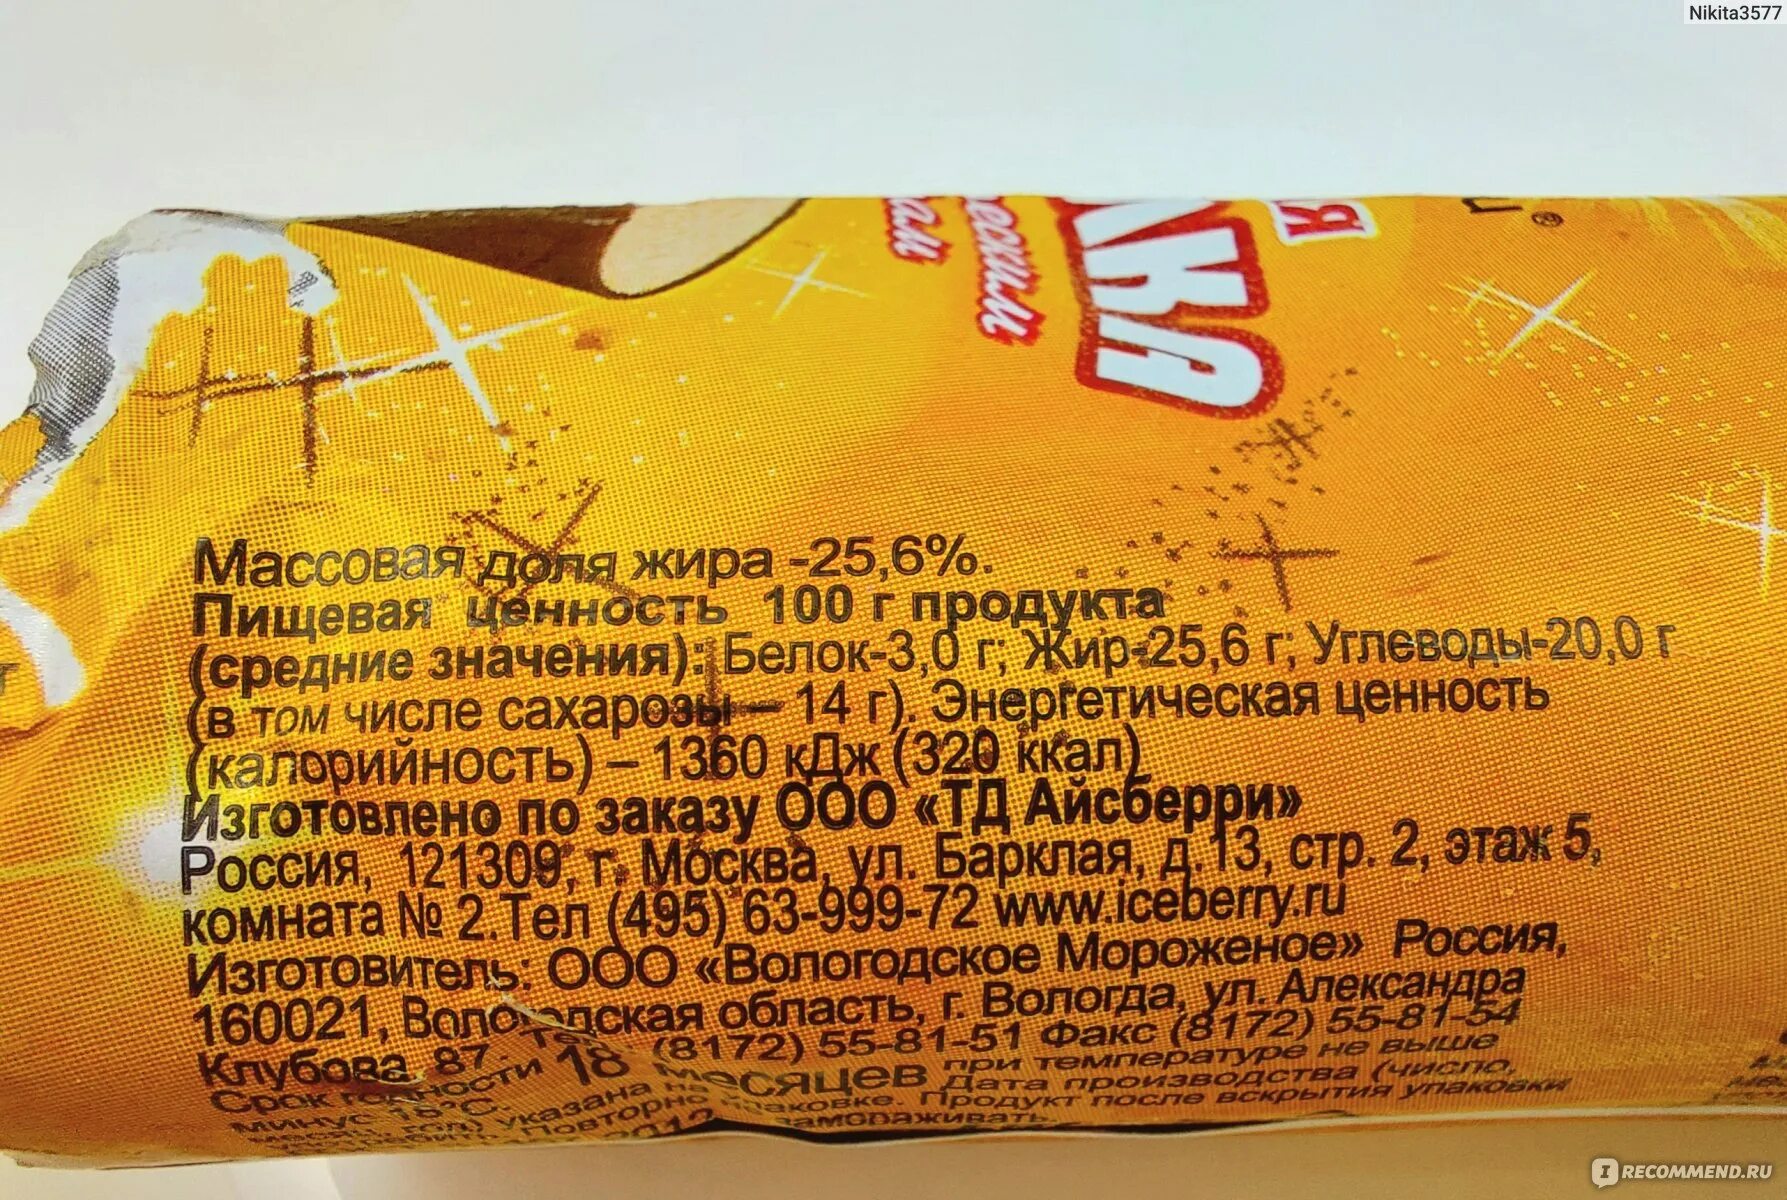 Nikita3577
Массовая доля жира -25,6%.
Пищевая ценность 100 г продукта
(средние значения): Белок-3,0 г; Жир-25,6 г; Углеводы-20,0 г
(в том числе сахарозы – 14 г). Энергетическая ценность
(калорийность) – 1360 кДж (320 ккал)
Изготовлено по заказу ООО «ТД Айсберри»
Россия, 121309, г. Москва, ул. Барклая, д.13, стр. 2, этаж 5,
комната № 2.Тел (495) 63-999-72 www.iceberry.ru
Изготовитель: ООО «Вологодское Мороженое» Россия,
160021, Вологодская область, г. Вологда, ул. Александра
Клубова, 87. Тел (8172) 55-81-51 Факс (8172) 55-81-54
Срок годности 18 месяцев при температуре не выше
минус 18°C. Дата производства (число,
месяц, год) указана на упаковке. Продукт после вскрытия упаковки
замораживать.
IRECOMMEND.RU